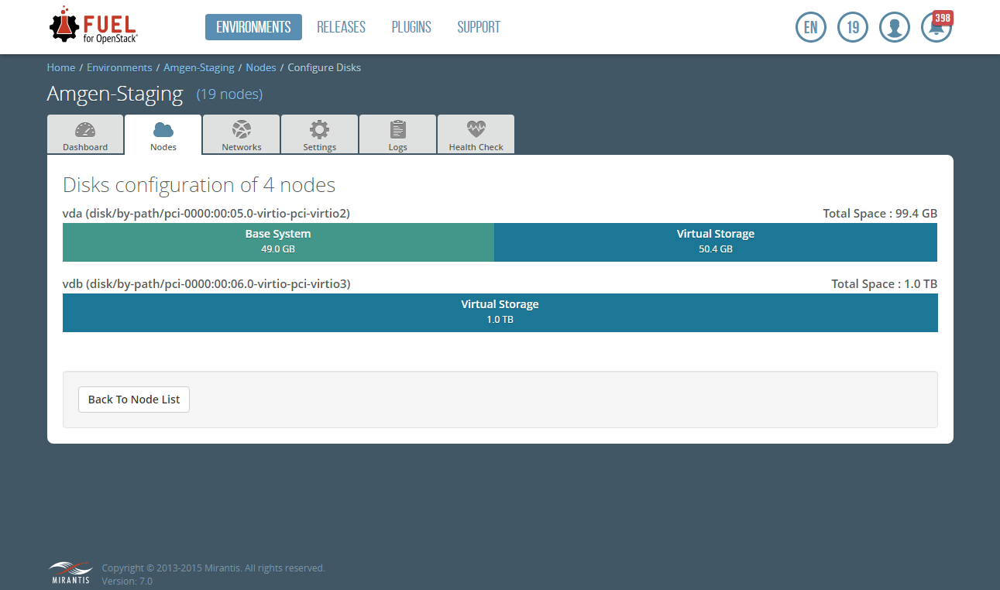 FUEL
for OpenStack®
ENVIRONMENTS RELEASES PLUGINS SUPPORT
EN 19 398
Home / Environments / Amgen-Staging / Nodes / Configure Disks
Amgen-Staging (19 nodes)
Dashboard Nodes Networks Settings Logs Health Check
Disks configuration of 4 nodes
vda (disk/by-path/pci-0000:00:05.0-virtio-pci-virtio2) Total Space : 99.4 GB
Base System Virtual Storage
49.0 GB 50.4 GB
vdb (disk/by-path/pci-0000:00:06.0-virtio-pci-virtio3) Total Space : 1.0 TB
Virtual Storage
1.0 TB
Back To Node List
MIRANTIS
Copyright © 2013-2015 Mirantis. All rights reserved.
Version: 7.0